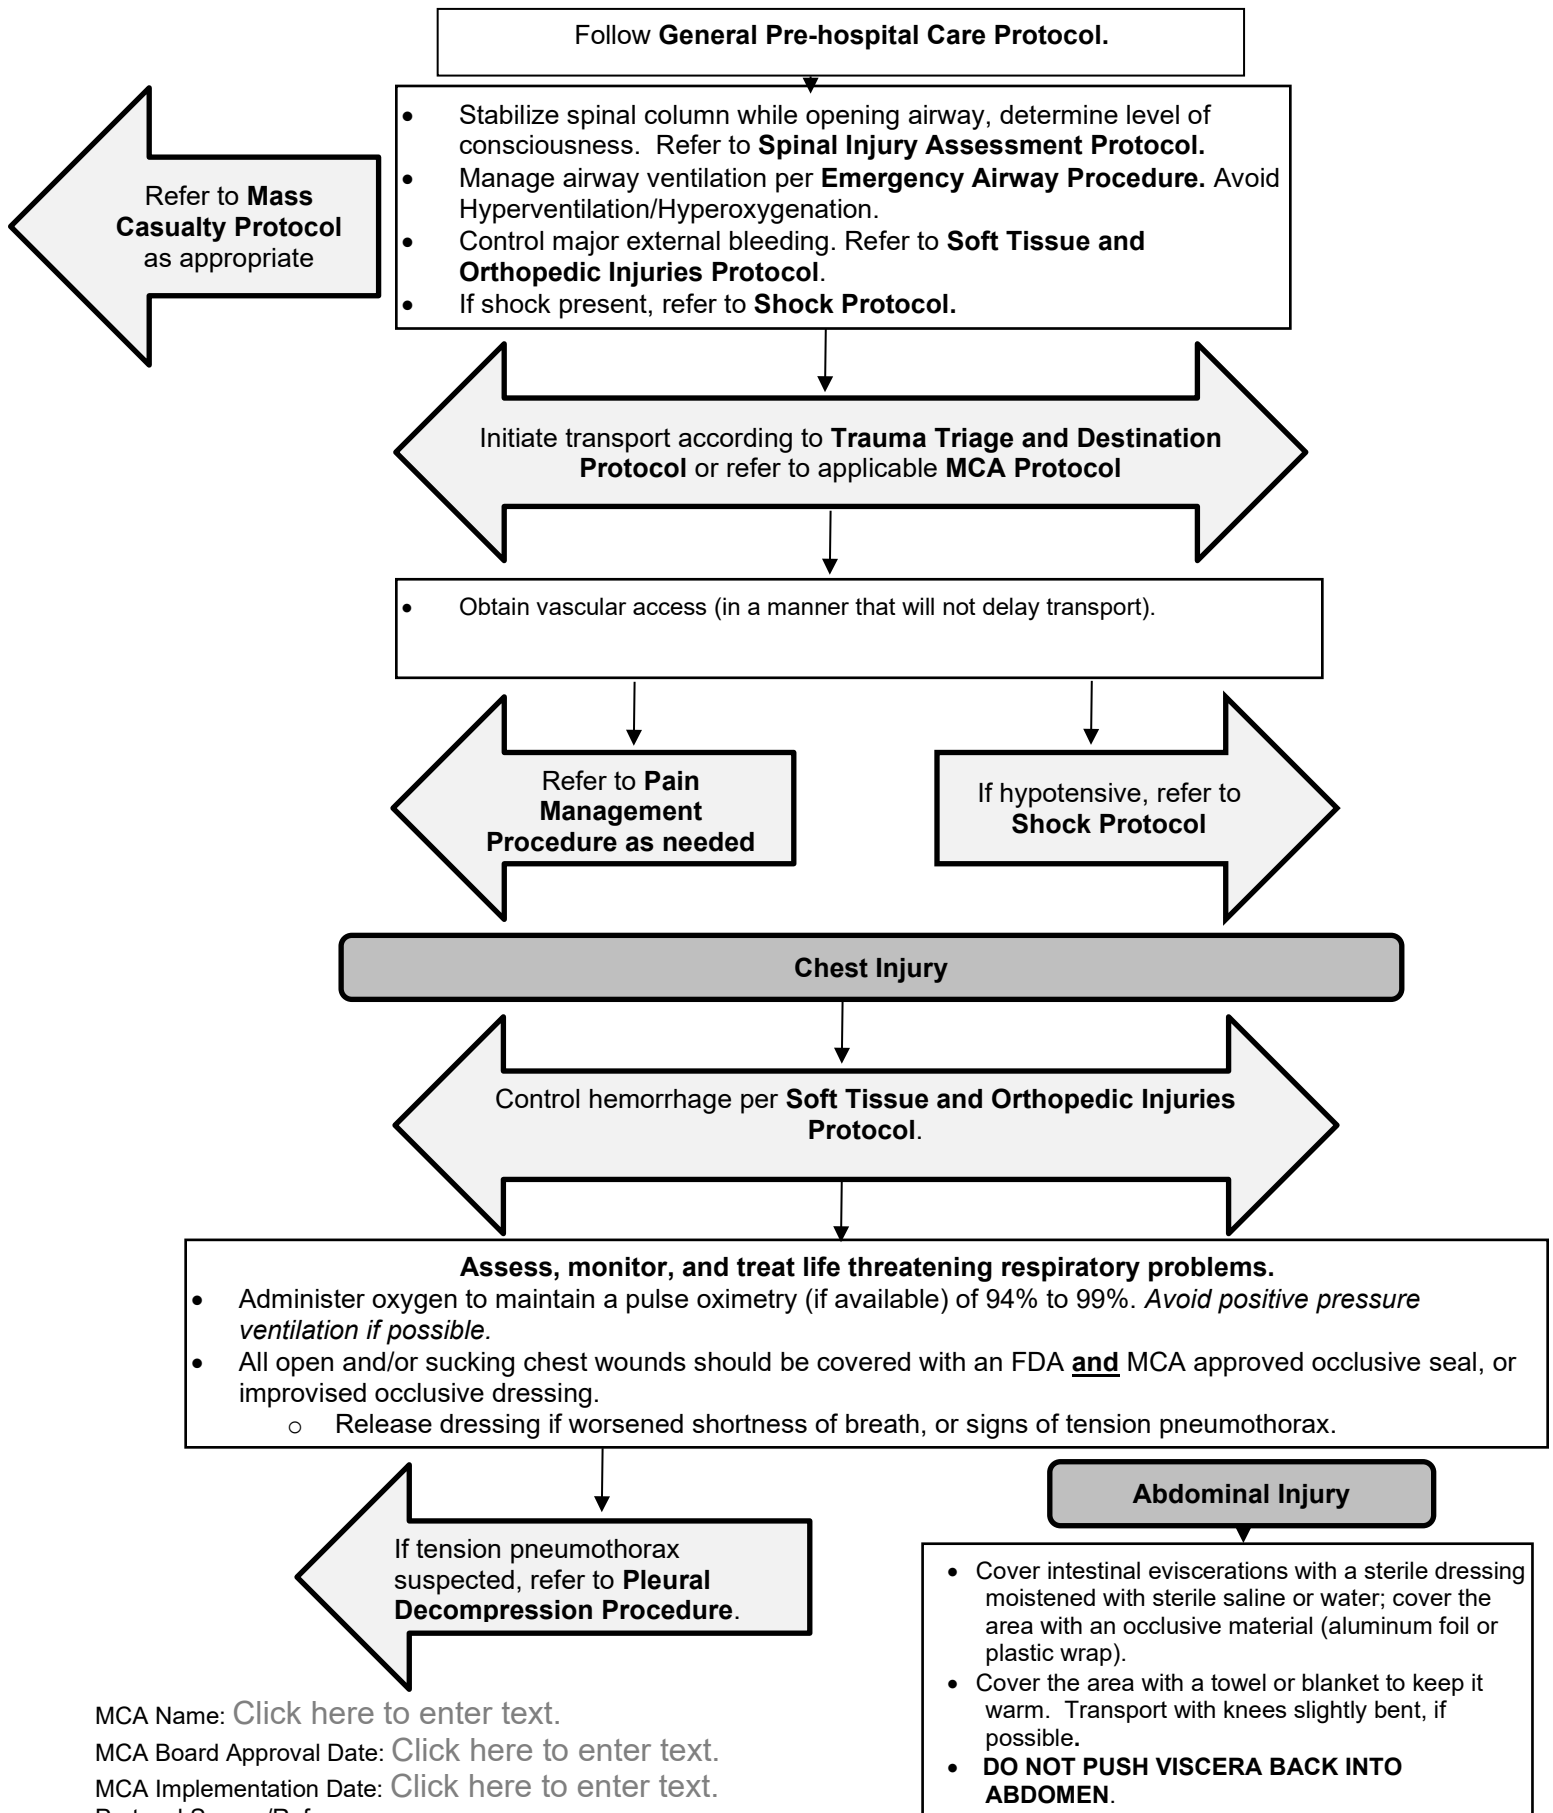 Follow General Pre-hospital Care Protocol.
• Stabilize spinal column while opening airway, determine level of
consciousness.  Refer to Spinal Injury Assessment Protocol.
• Manage airway ventilation per Emergency Airway Procedure. Avoid
Hyperventilation/Hyperoxygenation.
• Control major external bleeding. Refer to Soft Tissue and
Orthopedic Injuries Protocol.
• If shock present, refer to Shock Protocol.
Refer to Mass
Casualty Protocol
as appropriate
Initiate transport according to Trauma Triage and Destination
Protocol or refer to applicable MCA Protocol
• Obtain vascular access (in a manner that will not delay transport).
Refer to Pain
Management
Procedure as needed
If hypotensive, refer to
Shock Protocol
Chest Injury
Control hemorrhage per Soft Tissue and Orthopedic Injuries
Protocol.
Assess, monitor, and treat life threatening respiratory problems.
• Administer oxygen to maintain a pulse oximetry (if available) of 94% to 99%. Avoid positive pressure
ventilation if possible.
• All open and/or sucking chest wounds should be covered with an FDA and MCA approved occlusive seal, or
improvised occlusive dressing.
o Release dressing if worsened shortness of breath, or signs of tension pneumothorax.
If tension pneumothorax
suspected, refer to Pleural
Decompression Procedure.
Abdominal Injury
• Cover intestinal eviscerations with a sterile dressing
moistened with sterile saline or water; cover the
area with an occlusive material (aluminum foil or
plastic wrap).
• Cover the area with a towel or blanket to keep it
warm.  Transport with knees slightly bent, if
possible.
• DO NOT PUSH VISCERA BACK INTO
ABDOMEN.
MCA Name: Click here to enter text.
MCA Board Approval Date: Click here to enter text.
MCA Implementation Date: Click here to enter text.